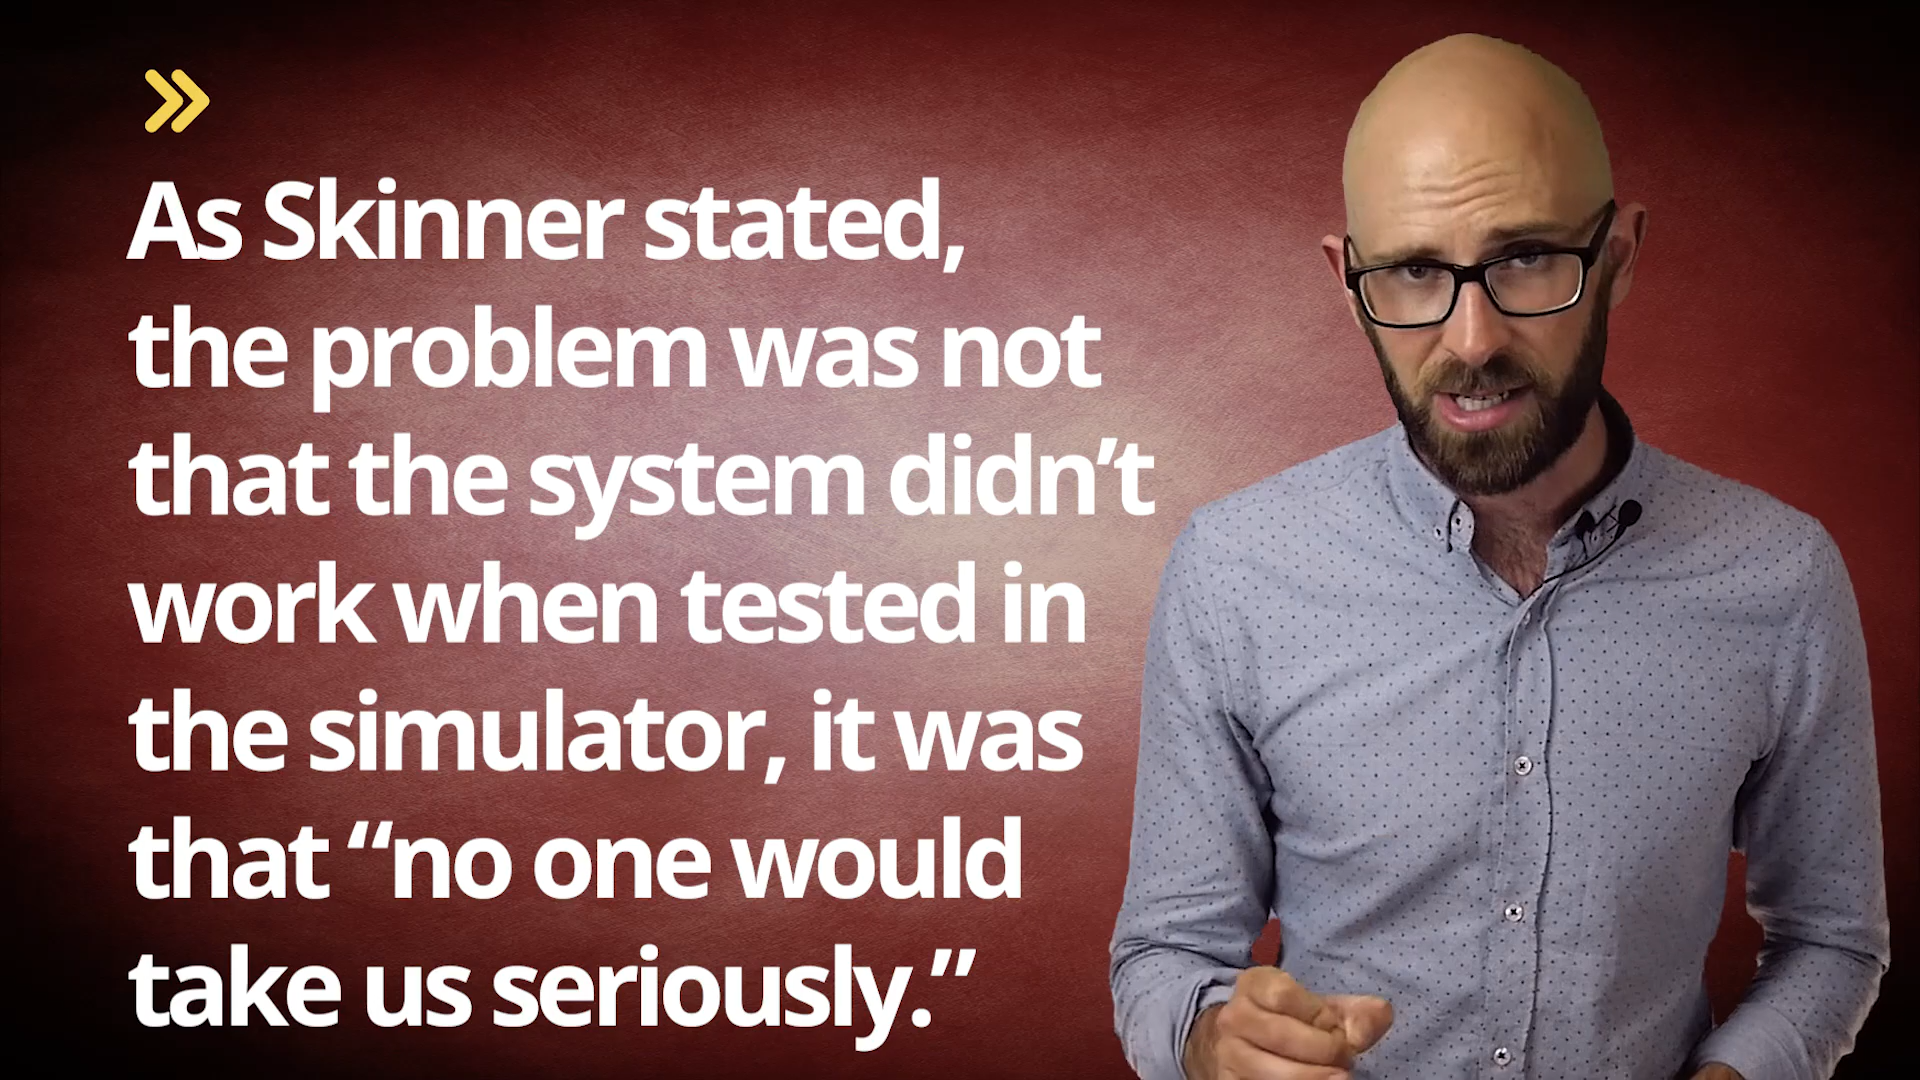 As Skinner stated,
the problem was not
that the system didn’t
work when tested in
the simulator, it was
that “no one would
take us seriously.”